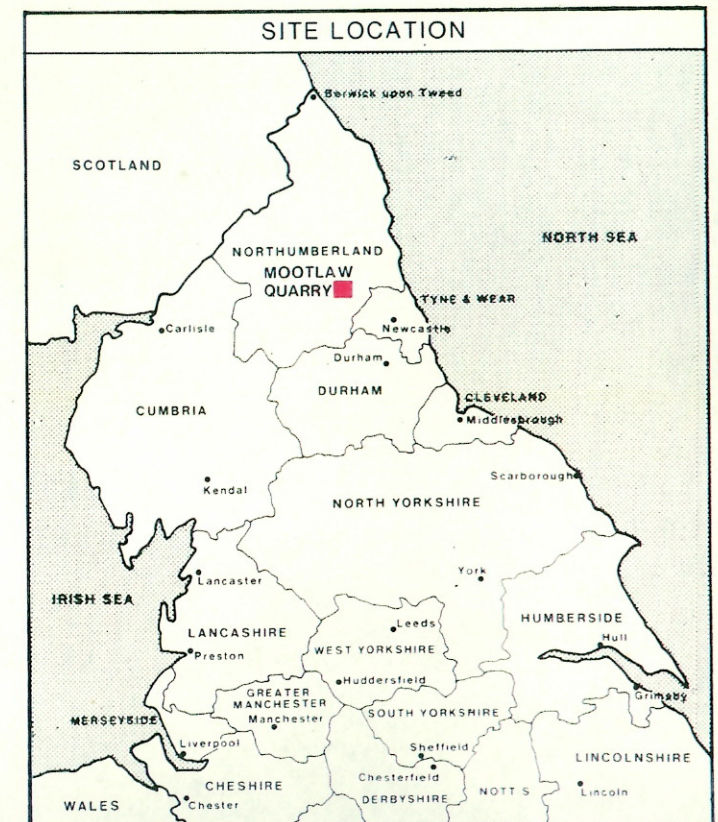 SITE LOCATION
Berwick upon Tweed
SCOTLAND
NORTH SEA
NORTHUMBERLAND
MOOTLAW
QUARRY
TYNE & WEAR
Carlisle
Newcastle
Durham
DURHAM
CLEVELAND
CUMBRIA
Middlesbrough
Scarborough
Kendal
NORTH YORKSHIRE
York
Lancaster
IRISH SEA
HUMBERSIDE
Leeds
LANCASHIRE
Hull
WEST YORKSHIRE
Preston
Huddersfield
Grimsby
GREATER
MANCHESTER
SOUTH YORKSHIRE
MERSEYSIDE
Manchester
Liverpool
Sheffield
LINCOLNSHIRE
Chesterfield
CHESHIRE
NOTTS
Lincoln
DERBYSHIRE
WALES
Chester